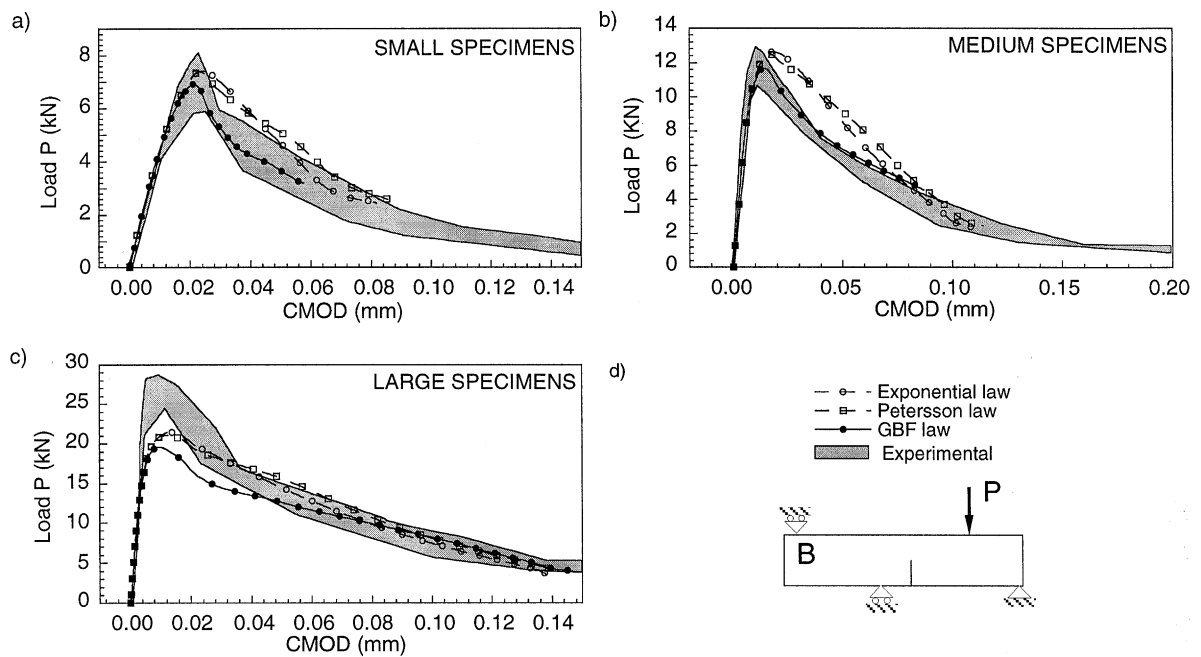 a)
SMALL SPECIMENS
Load P (kN)
8
6
4
2
0
0.00 0.02 0.04 0.06 0.08 0.10 0.12 0.14
CMOD (mm)
b)
MEDIUM SPECIMENS
Load P (KN)
14
12
10
8
6
4
2
0
0.00 0.05 0.10 0.15 0.20
CMOD (mm)
c)
LARGE SPECIMENS
Load P (kN)
30
25
20
15
10
5
0
0.00 0.02 0.04 0.06 0.08 0.10 0.12 0.14
CMOD (mm)
d)
Exponential law
Petersson law
GBF law
Experimental
P
B